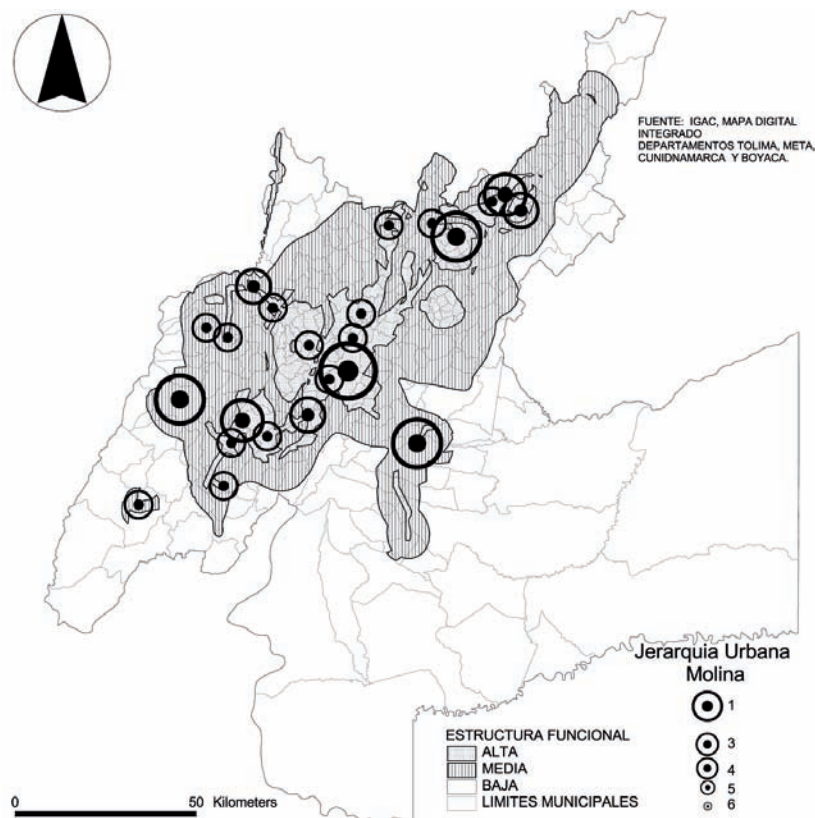 FUENTE: IGAC, MAPA DIGITAL
INTEGRADO
DEPARTAMENTOS TOLIMA, META,
CUNIDNAMARCA Y BOYACA.
Jerarquia Urbana
Molina
1
3
4
5
6
ESTRUCTURA FUNCIONAL
ALTA
MEDIA
BAJA
LIMITES MUNICIPALES
0 50 Kilometers